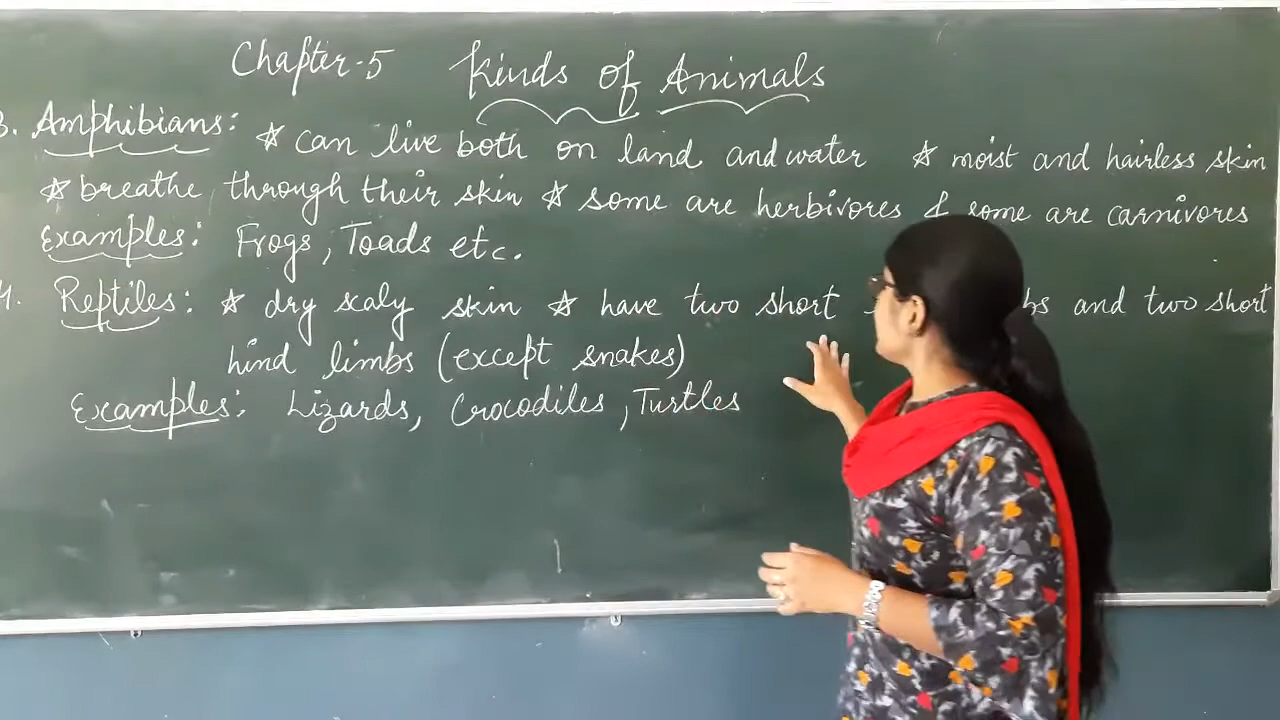 Chapter-5 Kinds of Animals
3. Amphibians: ☆ can live both on land and water ☆ moist and hairless skin
☆ breathe through their skin ☆ some are herbivores & some are carnivores
Examples: Frogs, Toads etc.
4. Reptiles: ☆ dry scaly skin ☆ have two short and two short
hind limbs (except snakes)
Examples: Lizards, Crocodiles, Turtles